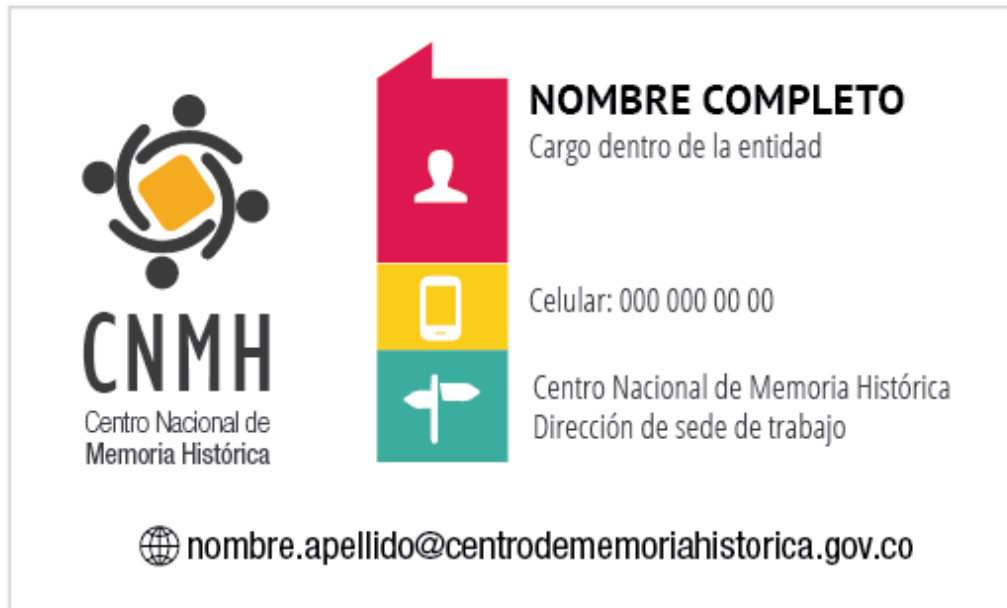 CNMH
Centro Nacional de
Memoria Histórica
NOMBRE COMPLETO
Cargo dentro de la entidad
Celular: 000 000 00 00
Centro Nacional de Memoria Histórica
Dirección de sede de trabajo
nombre.apellido@centrodememoriahistorica.gov.co